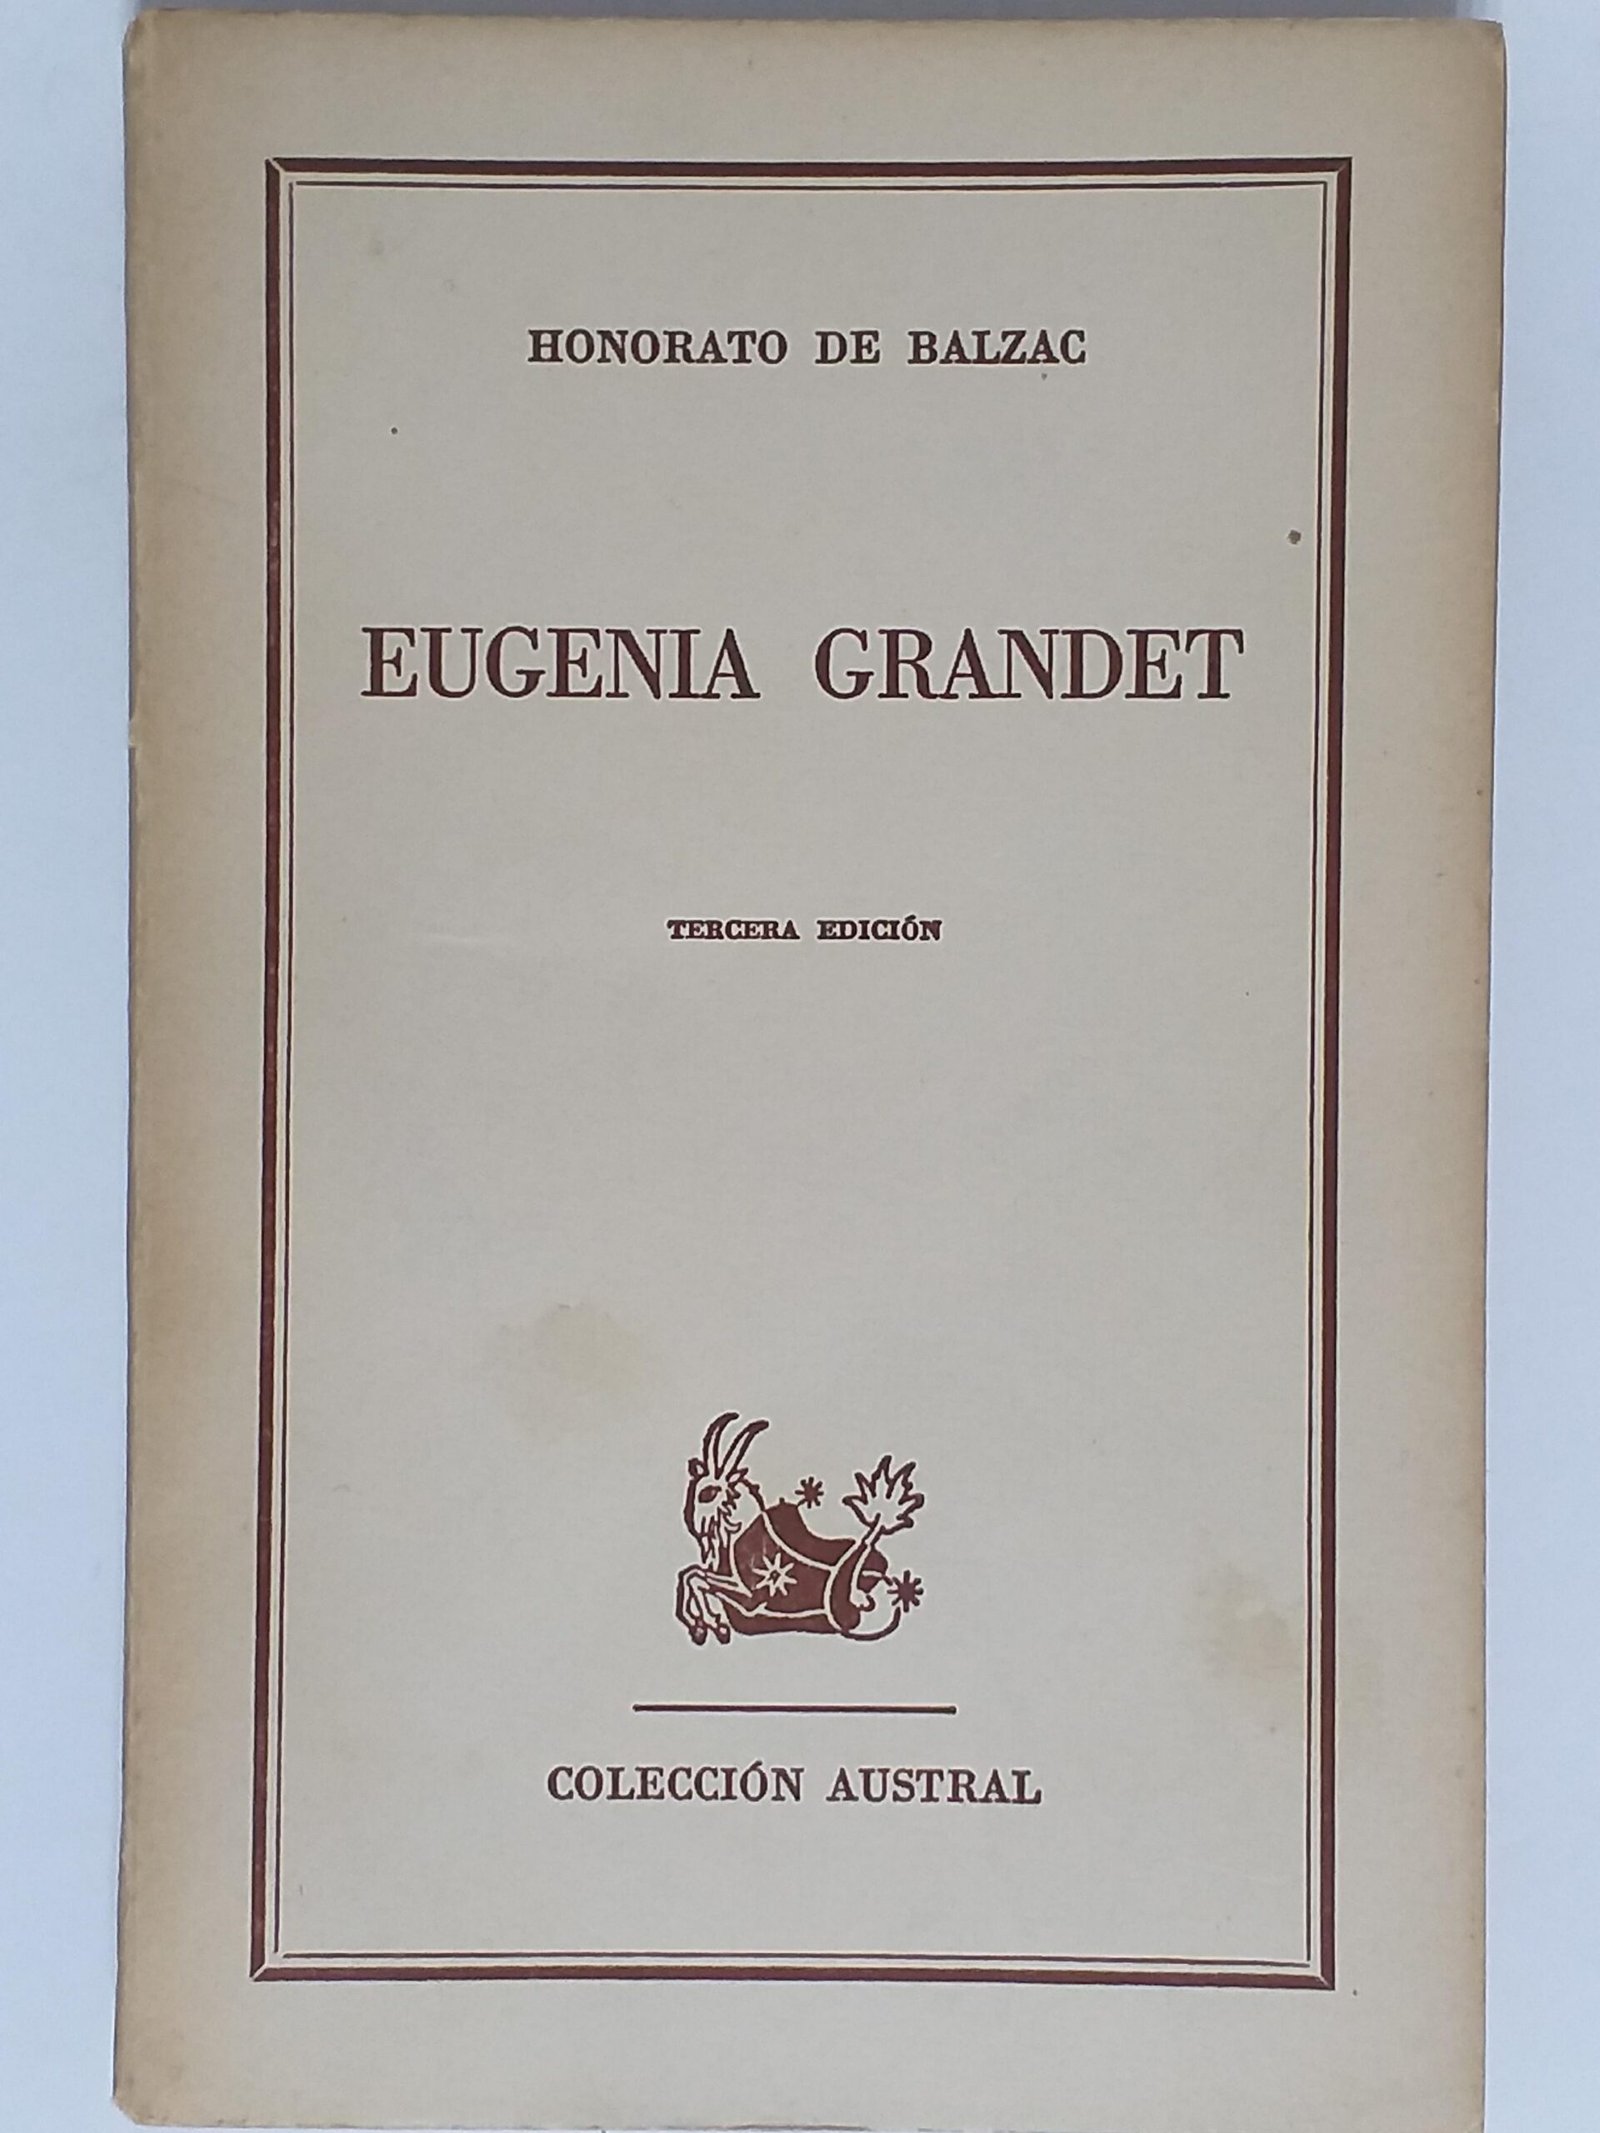 HONORATO DE BALZAC
EUGENIA GRANDET
TERCERA EDICIÓN
COLECCIÓN AUSTRAL